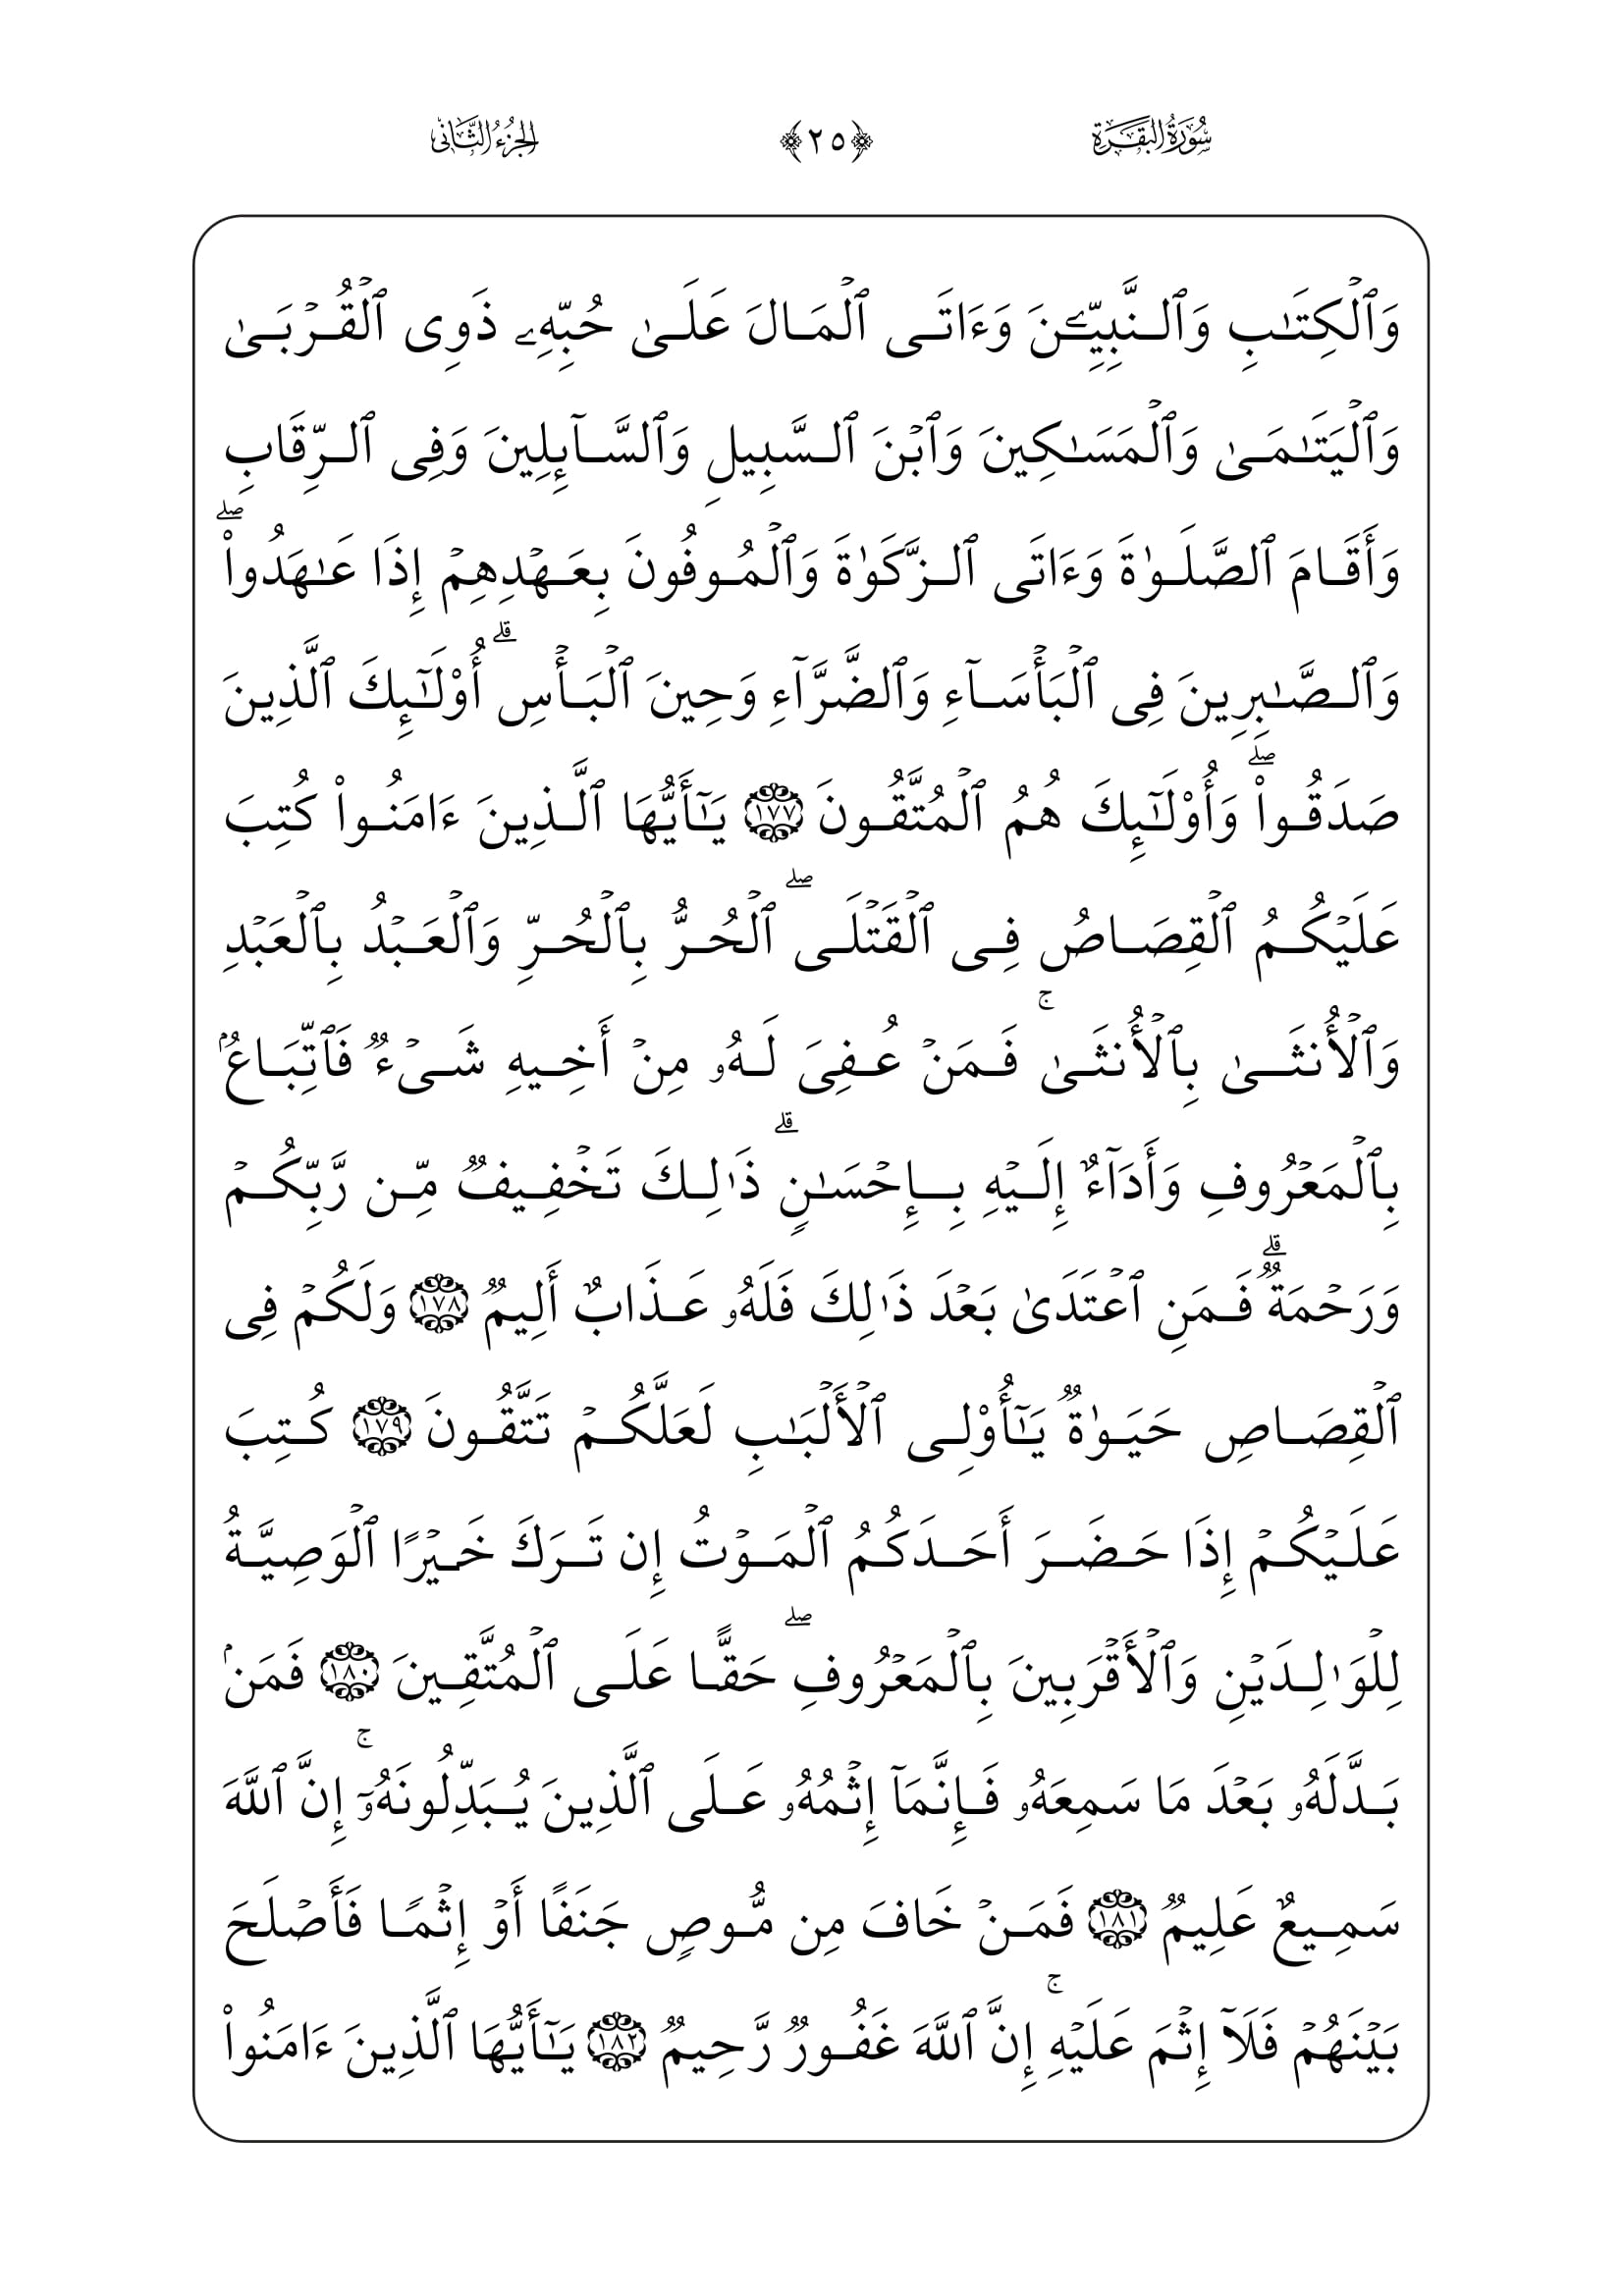 سُورَةُ البَقَرَةِ ﴿٢٥﴾ الجُزءُ الثَّانِى
وَٱلۡكِتَٰبِ وَٱلنَّبِيِّـۧنَ وَءَاتَى ٱلۡمَالَ عَلَىٰ حُبِّهِۦ ذَوِى ٱلۡقُرۡبَىٰ
وَٱلۡيَتَٰمَىٰ وَٱلۡمَسَٰكِينَ وَٱبۡنَ ٱلسَّبِيلِ وَٱلسَّآئِلِينَ وَفِى ٱلرِّقَابِ
وَأَقَامَ ٱلصَّلَوٰةَ وَءَاتَى ٱلزَّكَوٰةَ وَٱلۡمُوفُونَ بِعَهۡدِهِمۡ إِذَا عَٰهَدُواْۖ
وَٱلصَّٰبِرِينَ فِى ٱلۡبَأۡسَآءِ وَٱلضَّرَّآءِ وَحِينَ ٱلۡبَأۡسِۗ أُوْلَٰٓئِكَ ٱلَّذِينَ
صَدَقُواْۖ وَأُوْلَٰٓئِكَ هُمُ ٱلۡمُتَّقُونَ ١٧٧ يَٰٓأَيُّهَا ٱلَّذِينَ ءَامَنُواْ كُتِبَ
عَلَيۡكُمُ ٱلۡقِصَاصُ فِى ٱلۡقَتۡلَىۖ ٱلۡحُرُّ بِٱلۡحُرِّ وَٱلۡعَبۡدُ بِٱلۡعَبۡدِ
وَٱلۡأُنثَىٰ بِٱلۡأُنثَىٰۚ فَمَنۡ عُفِىَ لَهُۥ مِنۡ أَخِيهِ شَىۡءٞ فَٱتِّبَاعُۢ
بِٱلۡمَعۡرُوفِ وَأَدَآءٌ إِلَيۡهِ بِإِحۡسَٰنٖۗ ذَٰلِكَ تَخۡفِيفٞ مِّن رَّبِّكُمۡ
وَرَحۡمَةٞۗ فَمَنِ ٱعۡتَدَىٰ بَعۡدَ ذَٰلِكَ فَلَهُۥ عَذَابٌ أَلِيمٞ ١٧٨ وَلَكُمۡ فِى
ٱلۡقِصَاصِ حَيَوٰةٞ يَٰٓأُوْلِى ٱلۡأَلۡبَٰبِ لَعَلَّكُمۡ تَتَّقُونَ ١٧٩ كُتِبَ
عَلَيۡكُمۡ إِذَا حَضَرَ أَحَدَكُمُ ٱلۡمَوۡتُ إِن تَرَكَ خَيۡرًا ٱلۡوَصِيَّةُ
لِلۡوَٰلِدَيۡنِ وَٱلۡأَقۡرَبِينَ بِٱلۡمَعۡرُوفِۖ حَقًّا عَلَى ٱلۡمُتَّقِينَ ١٨٠ فَمَنۢ
بَدَّلَهُۥ بَعۡدَ مَا سَمِعَهُۥ فَإِنَّمَآ إِثۡمُهُۥ عَلَى ٱلَّذِينَ يُبَدِّلُونَهُۥٓۚ إِنَّ ٱللَّهَ
سَمِيعٌ عَلِيمٞ ١٨١ فَمَنۡ خَافَ مِن مُّوصٖ جَنَفًا أَوۡ إِثۡمٗا فَأَصۡلَحَ
بَيۡنَهُمۡ فَلَآ إِثۡمَ عَلَيۡهِۚ إِنَّ ٱللَّهَ غَفُورٞ رَّحِيمٞ ١٨٢ يَٰٓأَيُّهَا ٱلَّذِينَ ءَامَنُواْ